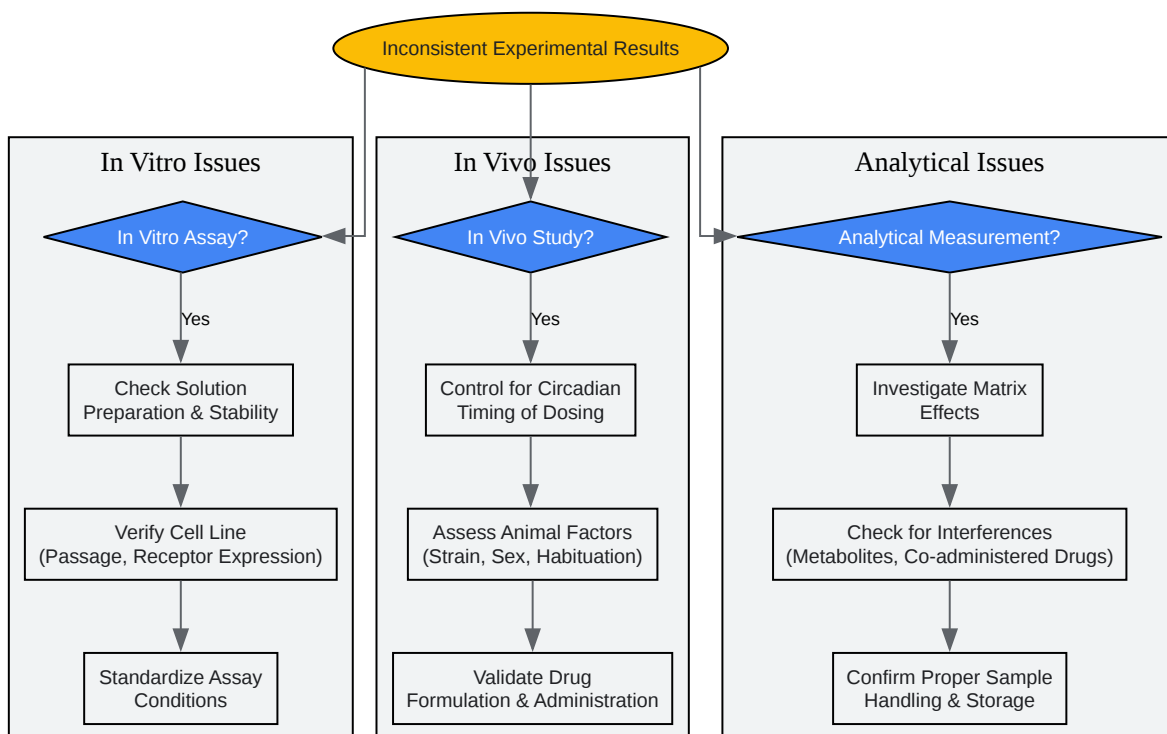 Inconsistent Experimental Results
In Vitro Issues
In Vitro Assay?
Yes
Check Solution
Preparation & Stability
Verify Cell Line
(Passage, Receptor Expression)
Standardize Assay
Conditions
In Vivo Issues
In Vivo Study?
Yes
Control for Circadian
Timing of Dosing
Assess Animal Factors
(Strain, Sex, Habituation)
Validate Drug
Formulation & Administration
Analytical Issues
Analytical Measurement?
Yes
Investigate Matrix
Effects
Check for Interferences
(Metabolites, Co-administered Drugs)
Confirm Proper Sample
Handling & Storage